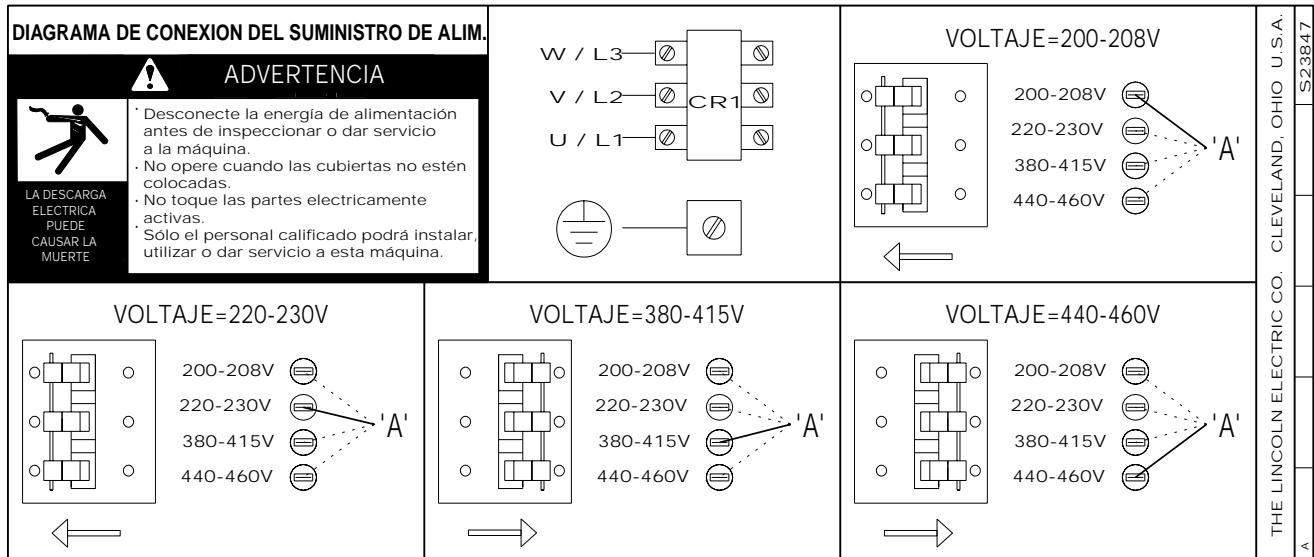 DIAGRAMA DE CONEXION DEL SUMINISTRO DE ALIM.
ADVERTENCIA
LA DESCARGA
ELECTRICA
PUEDE
CAUSAR LA
MUERTE
· Desconecte la energía de alimentación
antes de inspeccionar o dar servicio
a la máquina.
· No opere cuando las cubiertas no estén
colocadas.
· No toque las partes electricamente
activas.
· Sólo el personal calificado podrá instalar,
utilizar o dar servicio a esta máquina.
W / L3
V / L2
U / L1
CR1
VOLTAJE=200-208V
200-208V
220-230V
380-415V
440-460V
'A'
VOLTAJE=220-230V
200-208V
220-230V
380-415V
440-460V
'A'
VOLTAJE=380-415V
200-208V
220-230V
380-415V
440-460V
'A'
VOLTAJE=440-460V
200-208V
220-230V
380-415V
440-460V
'A'
THE LINCOLN ELECTRIC CO. CLEVELAND, OHIO U.S.A.
S23847
A